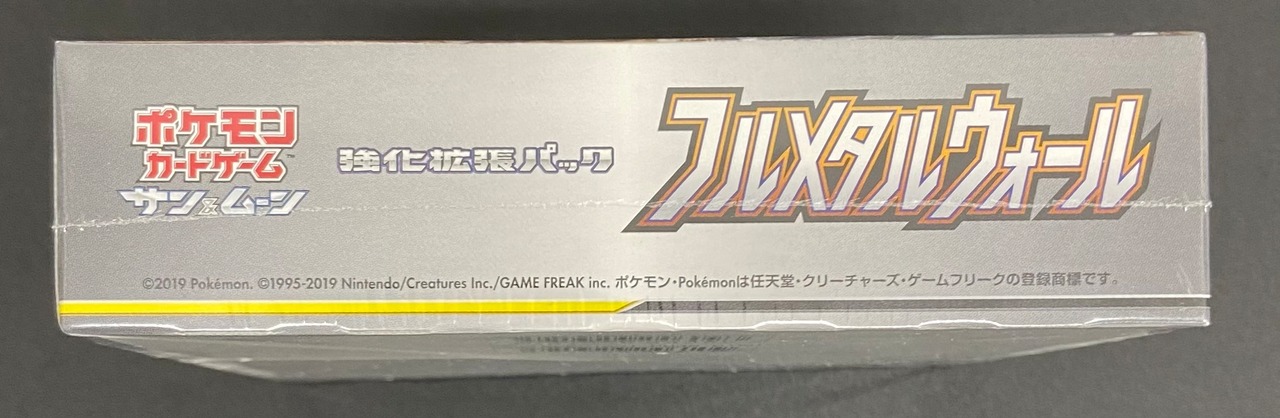 ポケモン
カードゲーム™
サン&ムーン
強化拡張パック
フルメタルウォール
©2019 Pokémon. ©1995-2019 Nintendo/Creatures Inc./GAME FREAK inc. ポケモン・Pokémonは任天堂・クリーチャーズ・ゲームフリークの登録商標です。